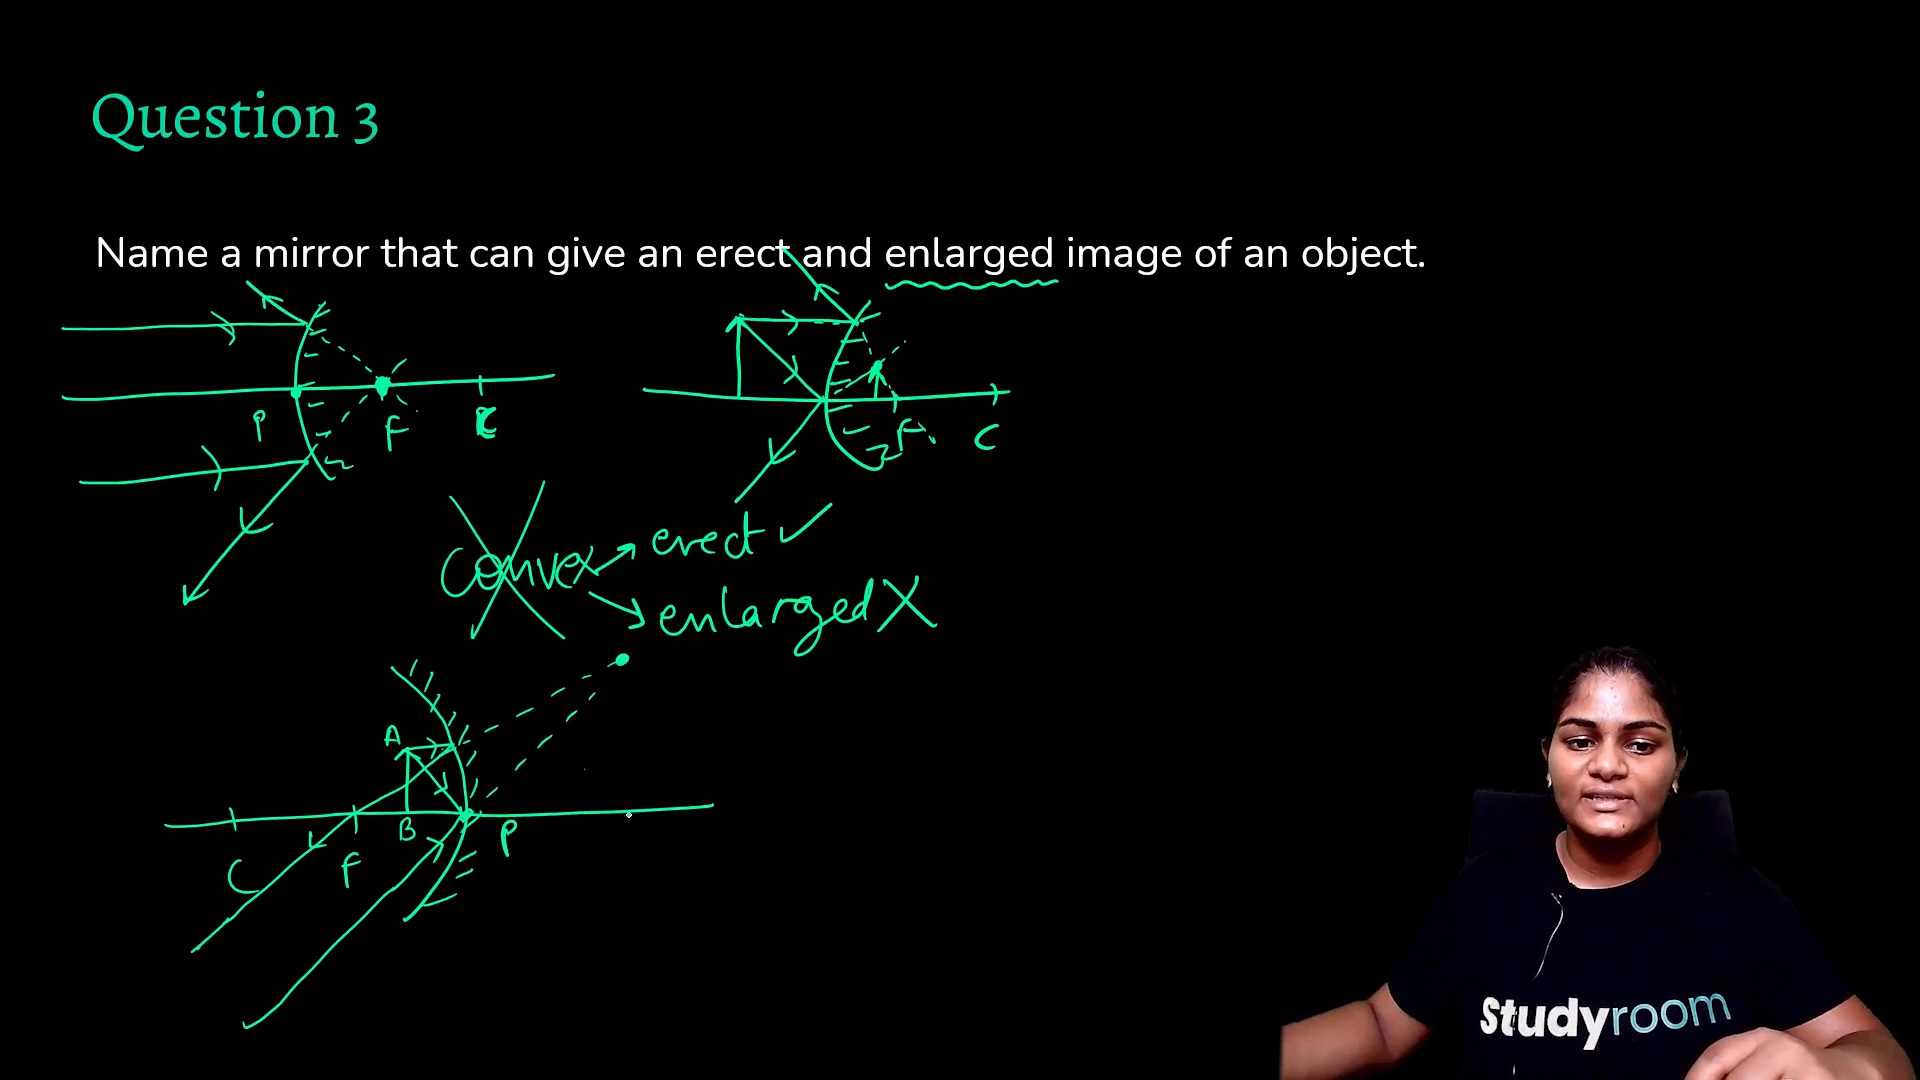 Question 3
Name a mirror that can give an erect and enlarged image of an object.
P F C
F C
Convex erect ✓
enlarged X
A
B P
C F
Studyroom